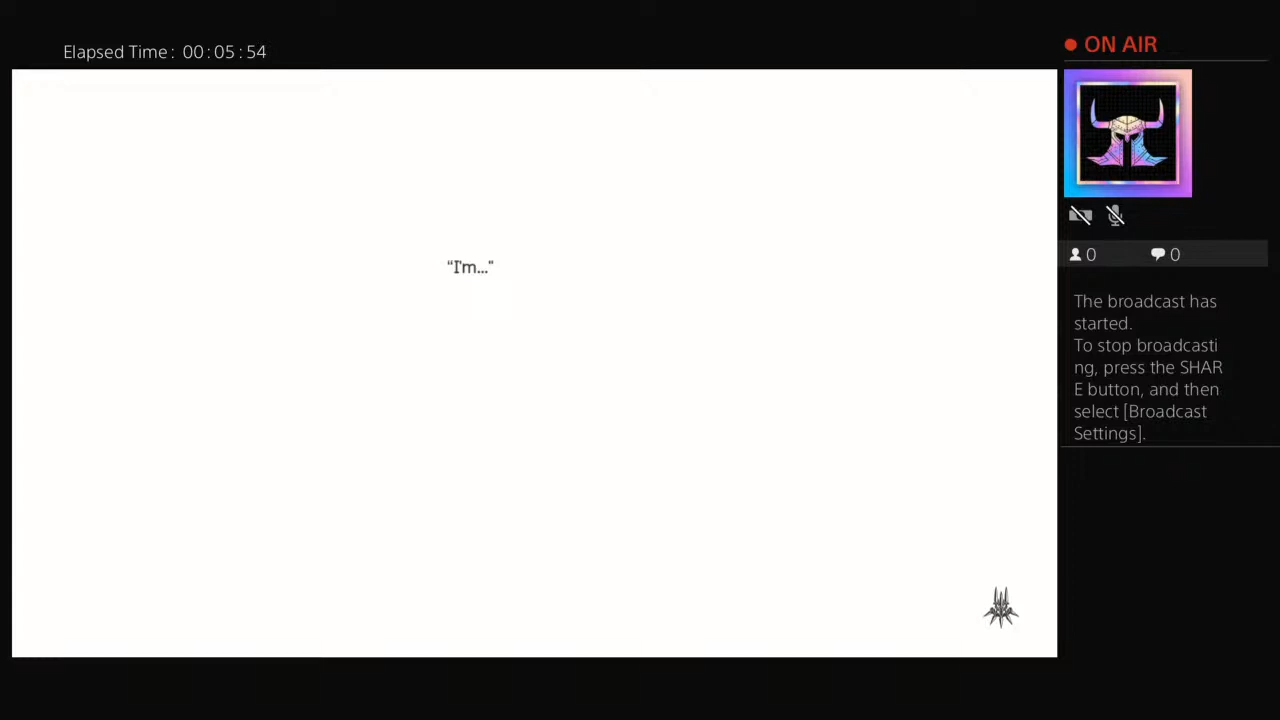 Elapsed Time: 00:05:54
ON AIR
"I'm..."
0
0
The broadcast has
started.
To stop broadcasti
ng, press the SHAR
E button, and then
select [Broadcast
Settings].